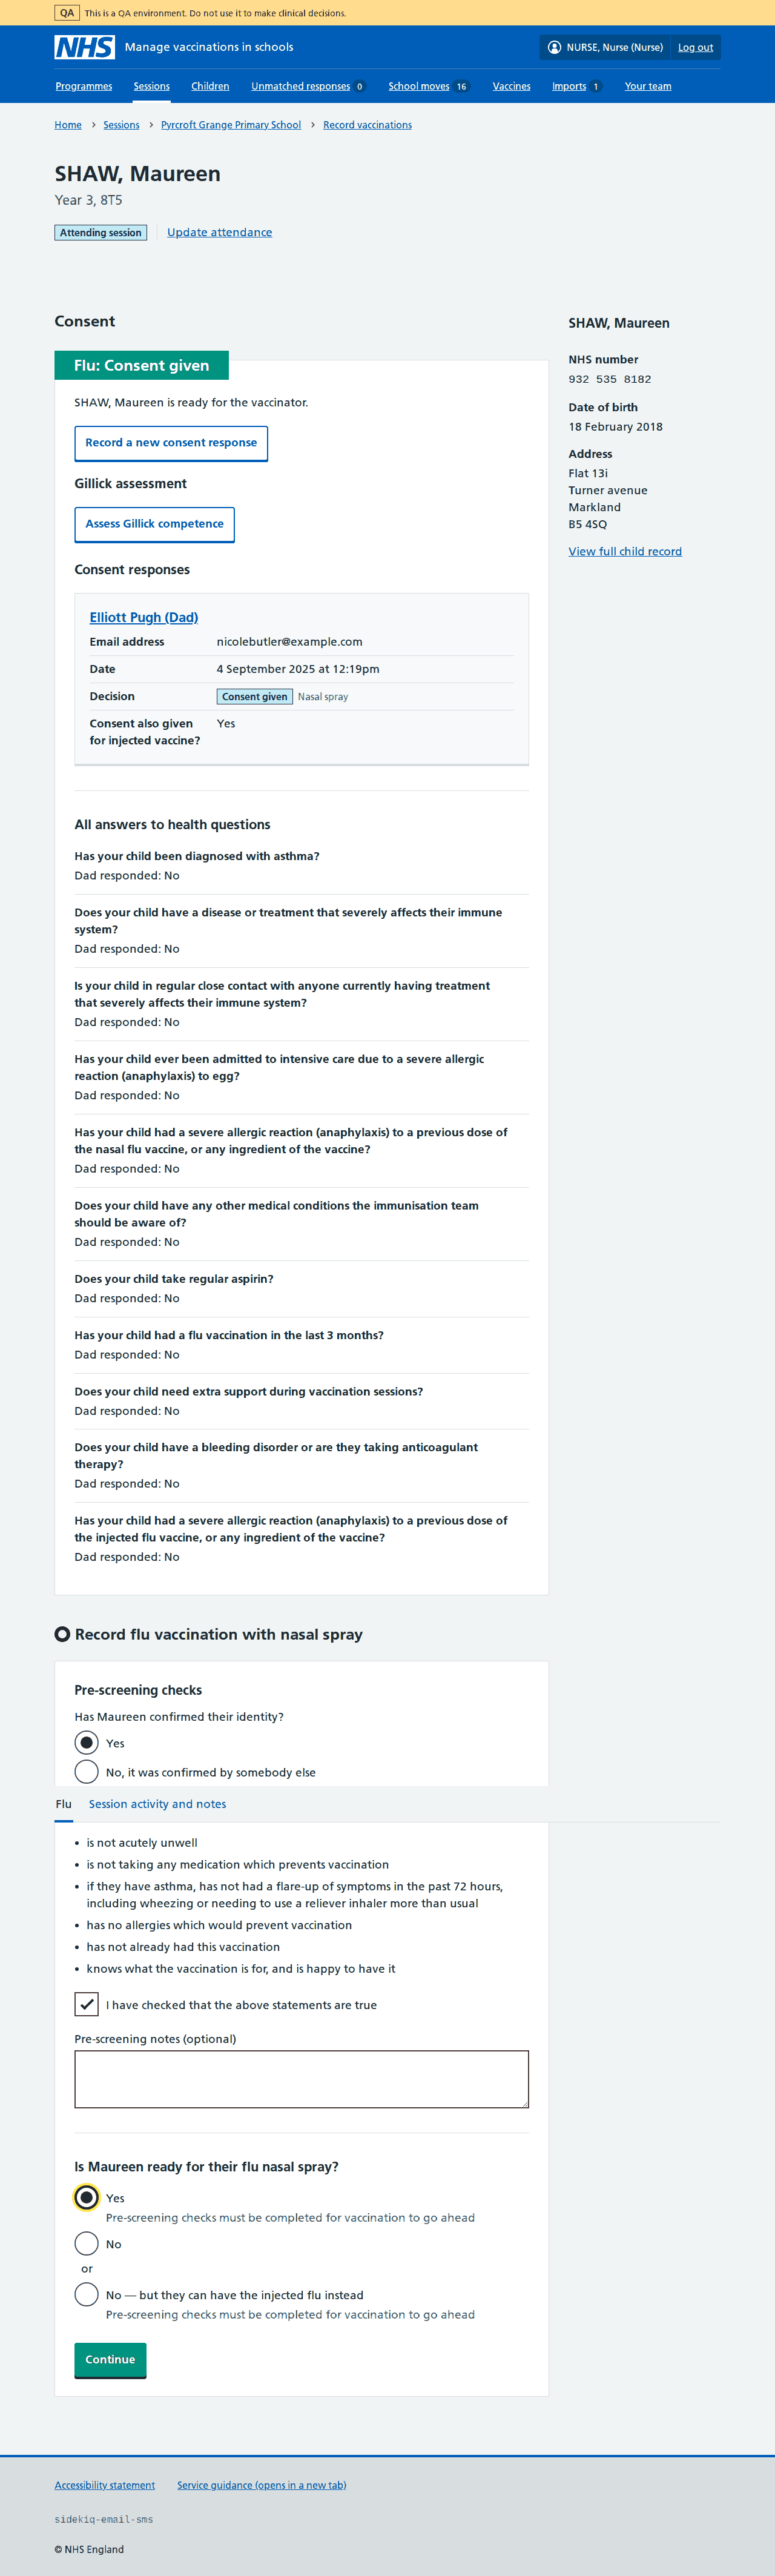 QA This is a QA environment. Do not use it to make clinical decisions.
NHS Manage vaccinations in schools NURSE, Nurse (Nurse) Log out
Programmes Sessions Children Unmatched responses 0 School moves 16 Vaccines Imports 1 Your team
Home > Sessions > Pyrcroft Grange Primary School > Record vaccinations
SHAW, Maureen
Year 3, 8T5
Attending session Update attendance
Consent
Flu: Consent given
SHAW, Maureen is ready for the vaccinator.
Record a new consent response
Gillick assessment
Assess Gillick competence
Consent responses
Elliott Pugh (Dad)
Email address nicolebutler@example.com
Date 4 September 2025 at 12:19pm
Decision Consent given Nasal spray
Consent also given Yes
for injected vaccine?
All answers to health questions
Has your child been diagnosed with asthma?
Dad responded: No
Does your child have a disease or treatment that severely affects their immune
system?
Dad responded: No
Is your child in regular close contact with anyone currently having treatment
that severely affects their immune system?
Dad responded: No
Has your child ever been admitted to intensive care due to a severe allergic
reaction (anaphylaxis) to egg?
Dad responded: No
Has your child had a severe allergic reaction (anaphylaxis) to a previous dose of
the nasal flu vaccine, or any ingredient of the vaccine?
Dad responded: No
Does your child have any other medical conditions the immunisation team
should be aware of?
Dad responded: No
Does your child take regular aspirin?
Dad responded: No
Has your child had a flu vaccination in the last 3 months?
Dad responded: No
Does your child need extra support during vaccination sessions?
Dad responded: No
Does your child have a bleeding disorder or are they taking anticoagulant
therapy?
Dad responded: No
Has your child had a severe allergic reaction (anaphylaxis) to a previous dose of
the injected flu vaccine, or any ingredient of the vaccine?
Dad responded: No
SHAW, Maureen
NHS number
932 535 8182
Date of birth
18 February 2018
Address
Flat 13i
Turner avenue
Markland
B5 4SQ
View full child record
Record flu vaccination with nasal spray
Pre-screening checks
Has Maureen confirmed their identity?
Yes
No, it was confirmed by somebody else
Flu Session activity and notes
• is not acutely unwell
• is not taking any medication which prevents vaccination
• if they have asthma, has not had a flare-up of symptoms in the past 72 hours,
including wheezing or needing to use a reliever inhaler more than usual
• has no allergies which would prevent vaccination
• has not already had this vaccination
• knows what the vaccination is for, and is happy to have it
I have checked that the above statements are true
Pre-screening notes (optional)
Is Maureen ready for their flu nasal spray?
Yes
Pre-screening checks must be completed for vaccination to go ahead
No
or
No — but they can have the injected flu instead
Pre-screening checks must be completed for vaccination to go ahead
Continue
Accessibility statement Service guidance (opens in a new tab)
sidekiq-email-sms
© NHS England